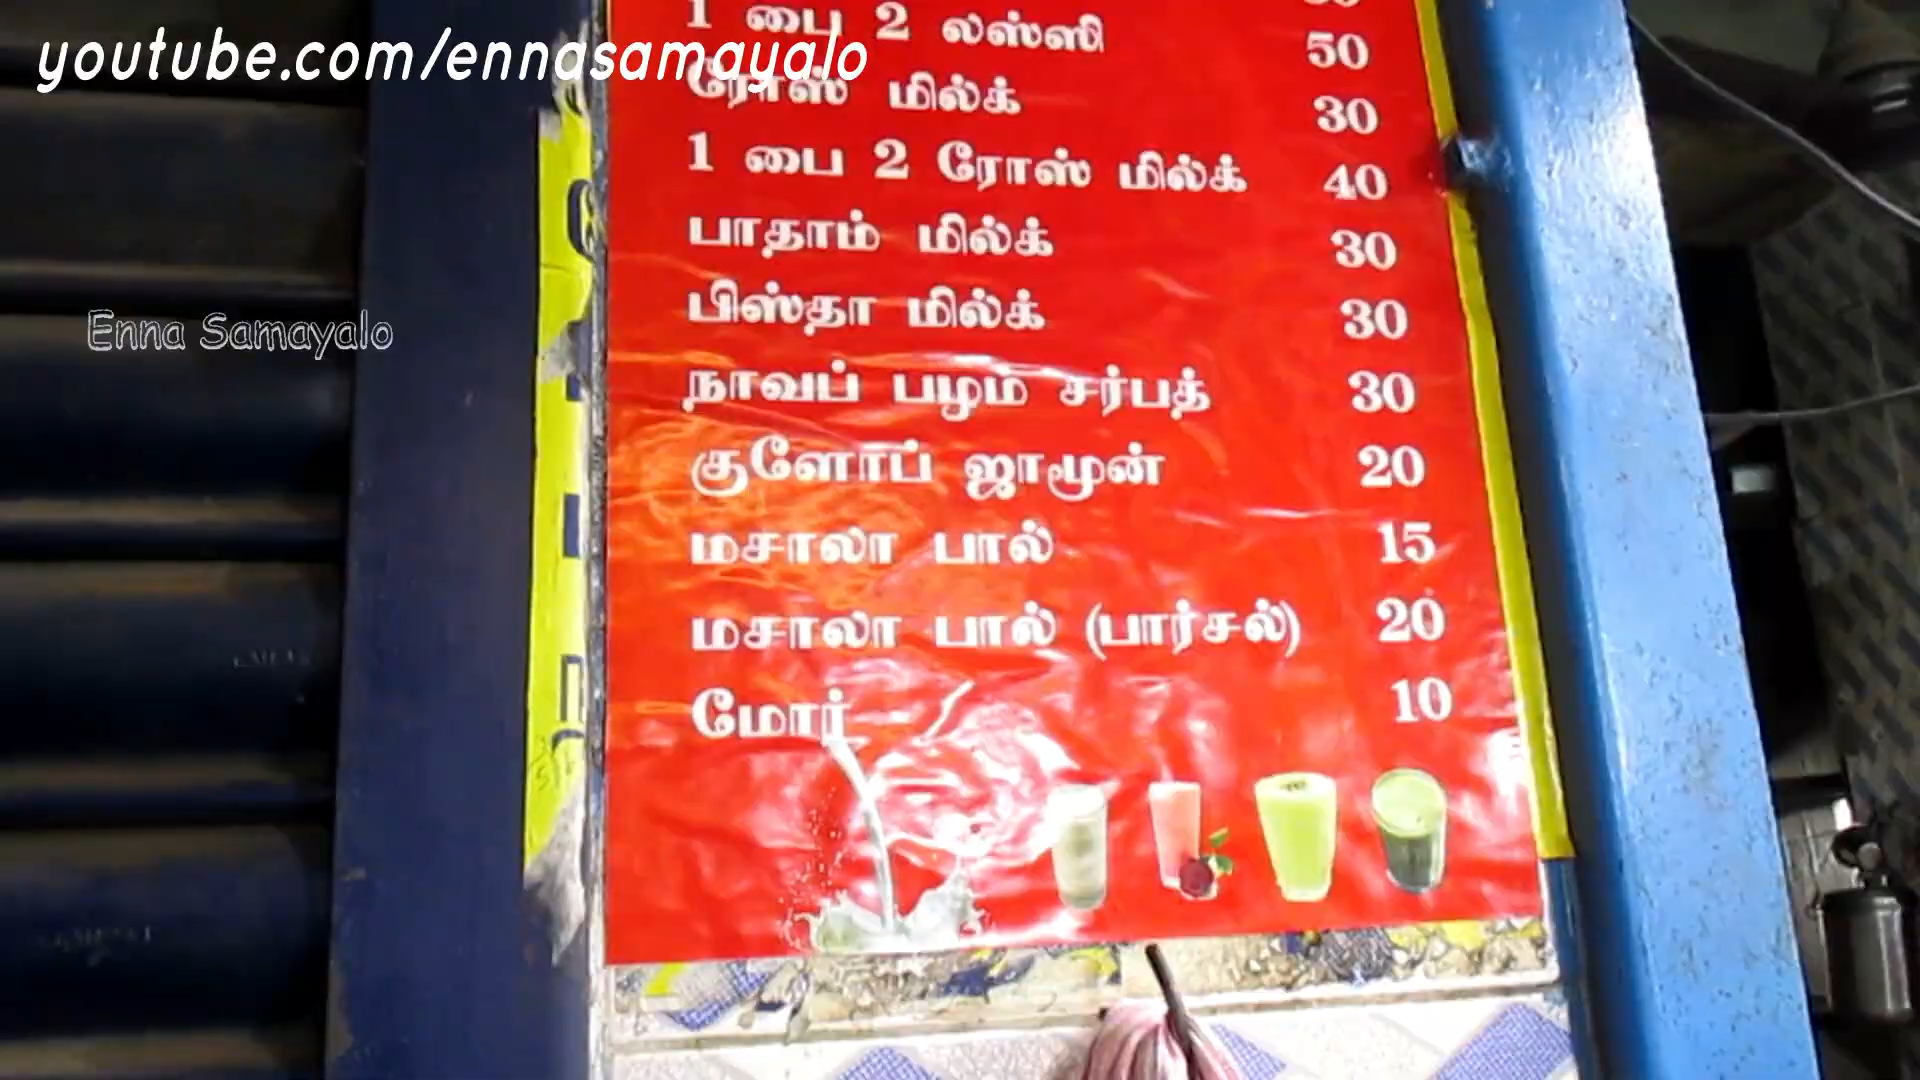 youtube.com/ennasamayalo
Enna Samayalo
1 பை 2 லஸ்ஸி 50
ரோஸ் மில்க் 30
1 பை 2 ரோஸ் மில்க் 40
பாதாம் மில்க் 30
பிஸ்தா மில்க் 30
நாவப் பழம் சர்பத் 30
குளோப் ஜாமூன் 20
மசாலா பால் 15
மசாலா பால் (பார்சல்) 20
மோர் 10